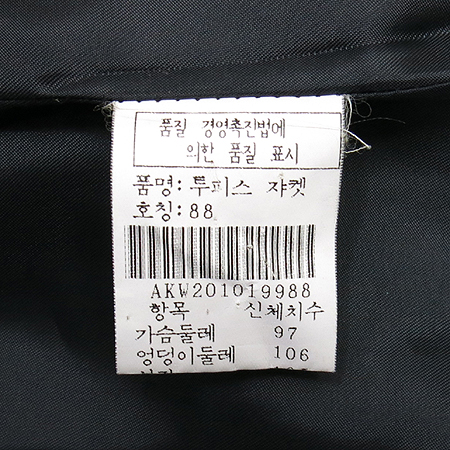 품질 경영촉진법에
의한 품질 표시
품명: 투피스 쟈켓
호칭: 88
AKW201019988
항목 신체치수
가슴둘레 97
엉덩이둘레 106